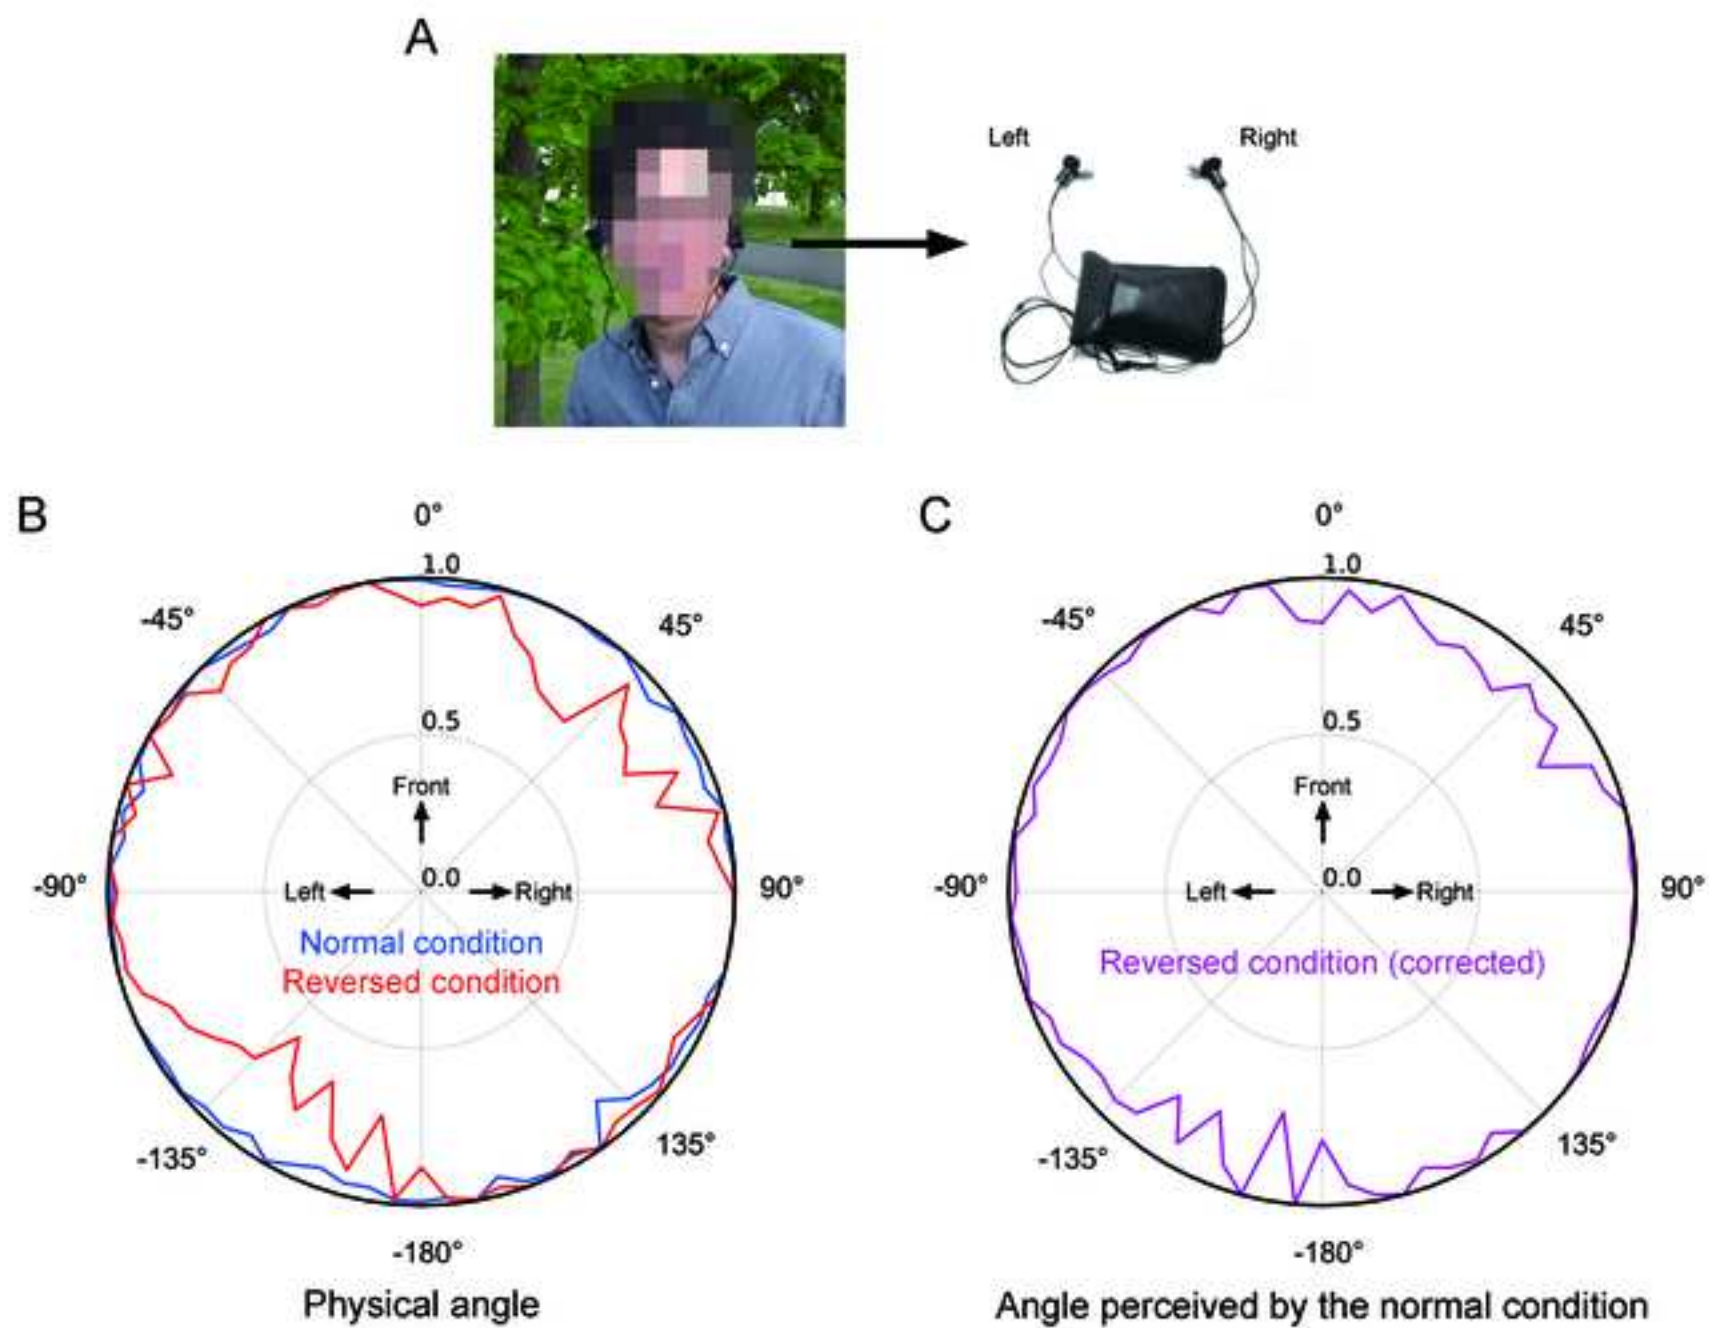 A
Left
Right
B
0°
1.0
-45°
45°
0.5
Front
-90°
Left
0.0
Right
90°
Normal condition
Reversed condition
-135°
135°
-180°
Physical angle
C
0°
1.0
-45°
45°
0.5
Front
-90°
Left
0.0
Right
90°
Reversed condition (corrected)
-135°
135°
-180°
Angle perceived by the normal condition